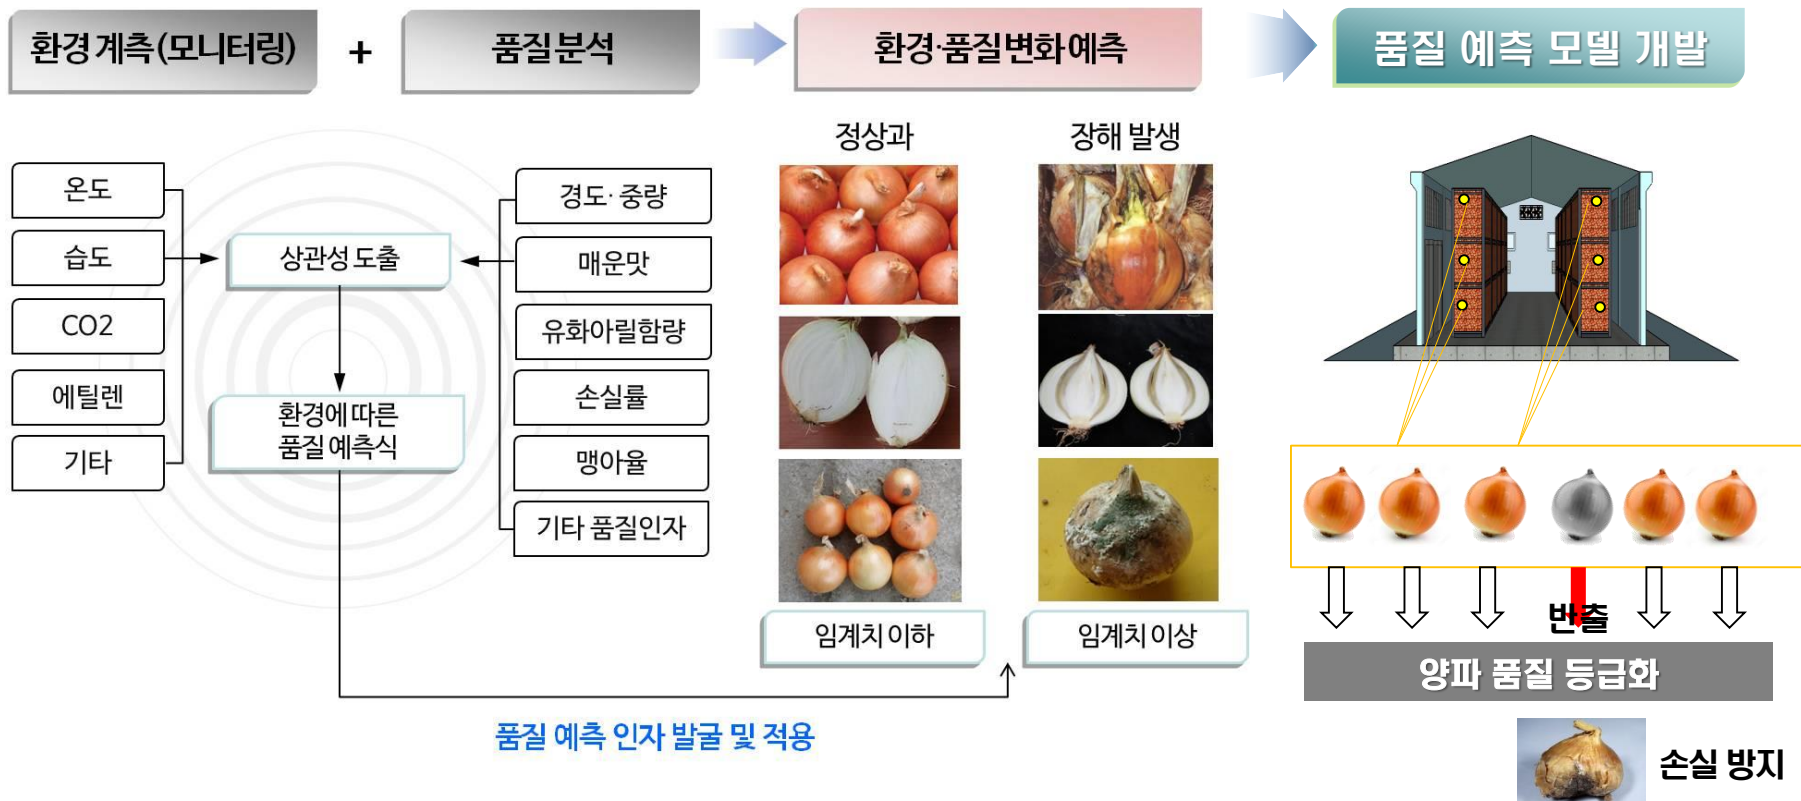 환경 계측(모니터링)
+
품질 분석
환경·품질변화 예측
품질 예측 모델 개발
온도
습도
CO2
에틸렌
기타
상관성 도출
환경에 따른
품질 예측식
경도· 중량
매운맛
유화아릴함량
손실률
맹아율
기타 품질인자
정상과
장해 발생
임계치 이하
임계치 이상
품질 예측 인자 발굴 및 적용
반출
양파 품질 등급화
손실 방지